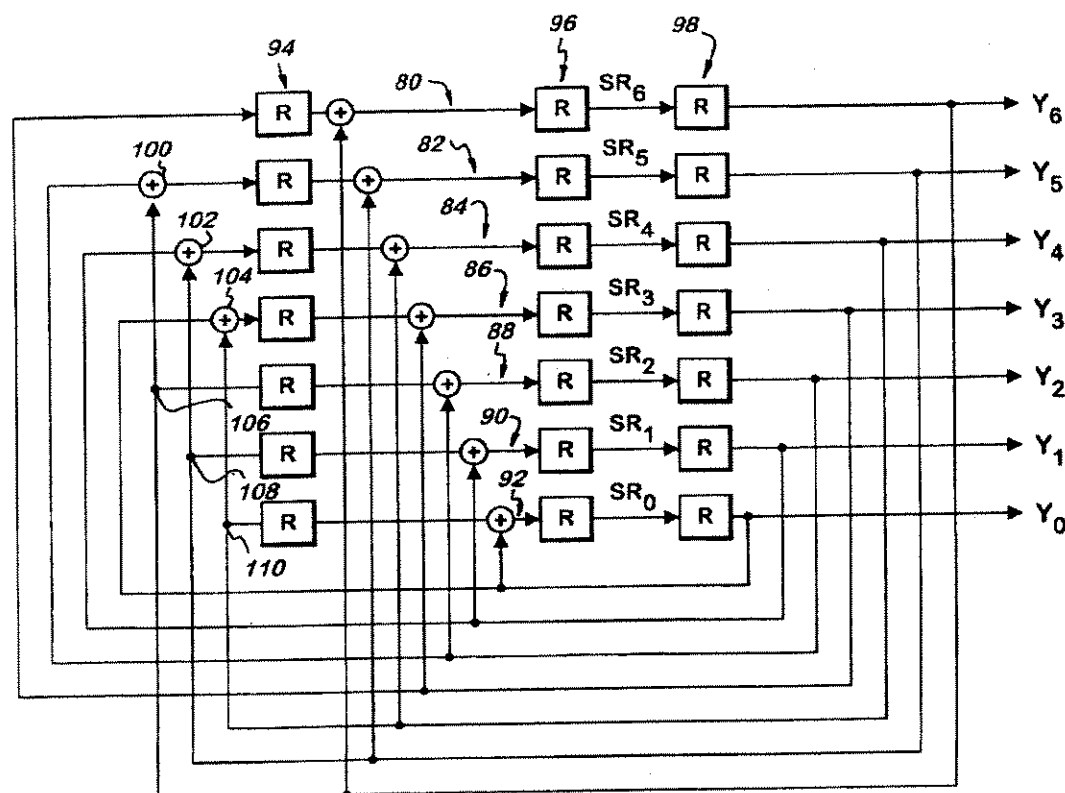 94 96 98
80
R + R SR6 R Y6
100 82
+ R + R SR5 R Y5
102 84
+ R + R SR4 R Y4
104 86
+ R + R SR3 R Y3
88
R + R SR2 R Y2
106 90
R + R SR1 R Y1
108 92
R + R SR0 R Y0
110